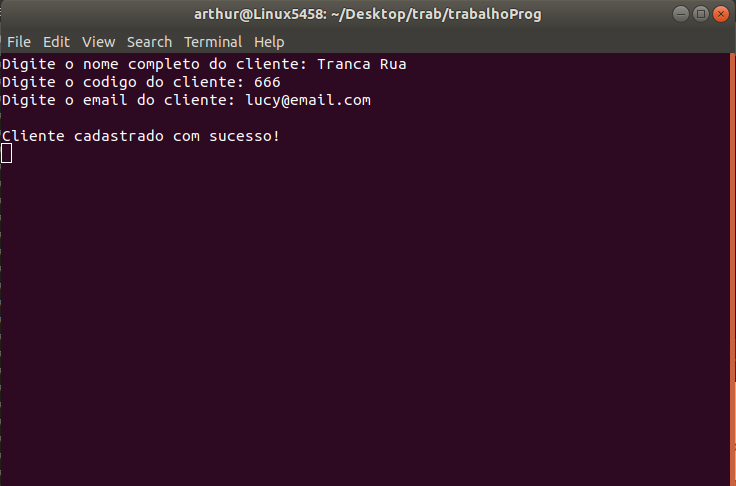 arthur@Linux5458: ~/Desktop/trab/trabalhoProg
File Edit View Search Terminal Help
Digite o nome completo do cliente: Tranca Rua
Digite o codigo do cliente: 666
Digite o email do cliente: lucy@email.com
Cliente cadastrado com sucesso!